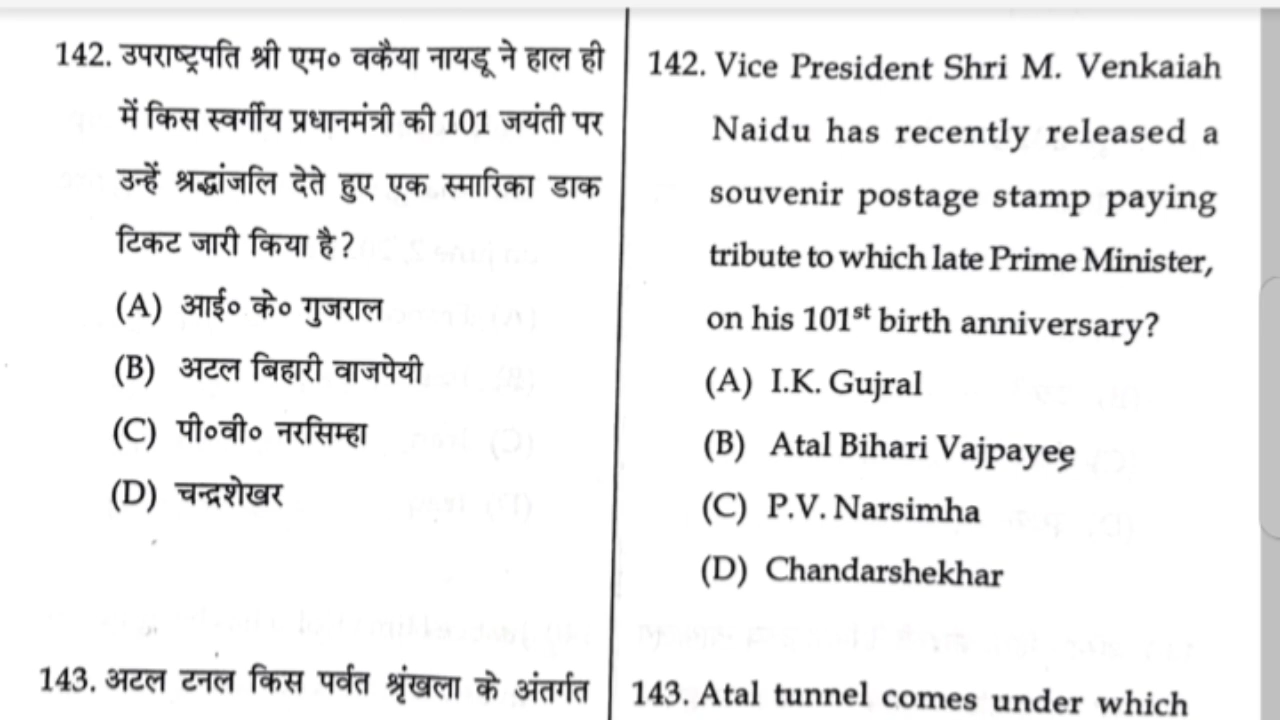 142. उपराष्ट्रपति श्री एम० वकैया नायडू ने हाल ही
में किस स्वर्गीय प्रधानमंत्री की 101 जयंती पर
उन्हें श्रद्धांजलि देते हुए एक स्मारिका डाक
टिकट जारी किया है ?
(A) आई० के० गुजराल
(B) अटल बिहारी वाजपेयी
(C) पी०वी० नरसिम्हा
(D) चन्द्रशेखर
143. अटल टनल किस पर्वत श्रृंखला के अंतर्गत
142. Vice President Shri M. Venkaiah
Naidu has recently released a
souvenir postage stamp paying
tribute to which late Prime Minister,
on his 101st birth anniversary?
(A) I.K. Gujral
(B) Atal Bihari Vajpayee
(C) P.V. Narsimha
(D) Chandarshekhar
143. Atal tunnel comes under which